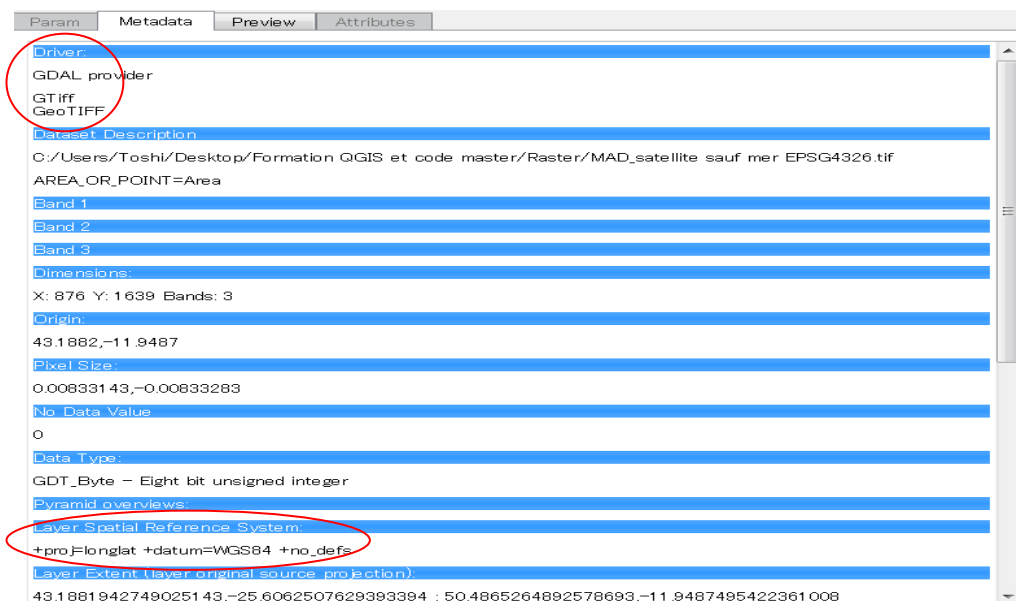 Param Metadata Preview Attributes
Driver:
GDAL provider
GTiff
GeoTIFF
Dataset Description
C:/Users/Toshi/Desktop/Formation QGIS et code master/Raster/MAD_satellite sauf mer EPSG4326.tif
AREA_OR_POINT=Area
Band 1
Band 2
Band 3
Dimensions:
X: 876 Y: 1639 Bands: 3
Origin:
43.1882,-11.9487
Pixel Size:
0.00833143,-0.00833283
No Data Value
0
Data Type:
GDT_Byte - Eight bit unsigned integer
Pyramid overviews:
Layer Spatial Reference System:
+proj=longlat +datum=WGS84 +no_defs
Layer Extent (layer original source projection):
43.1881942749025143,-25.6062507629393394 : 50.4865264892578693,-11.9487495422361008